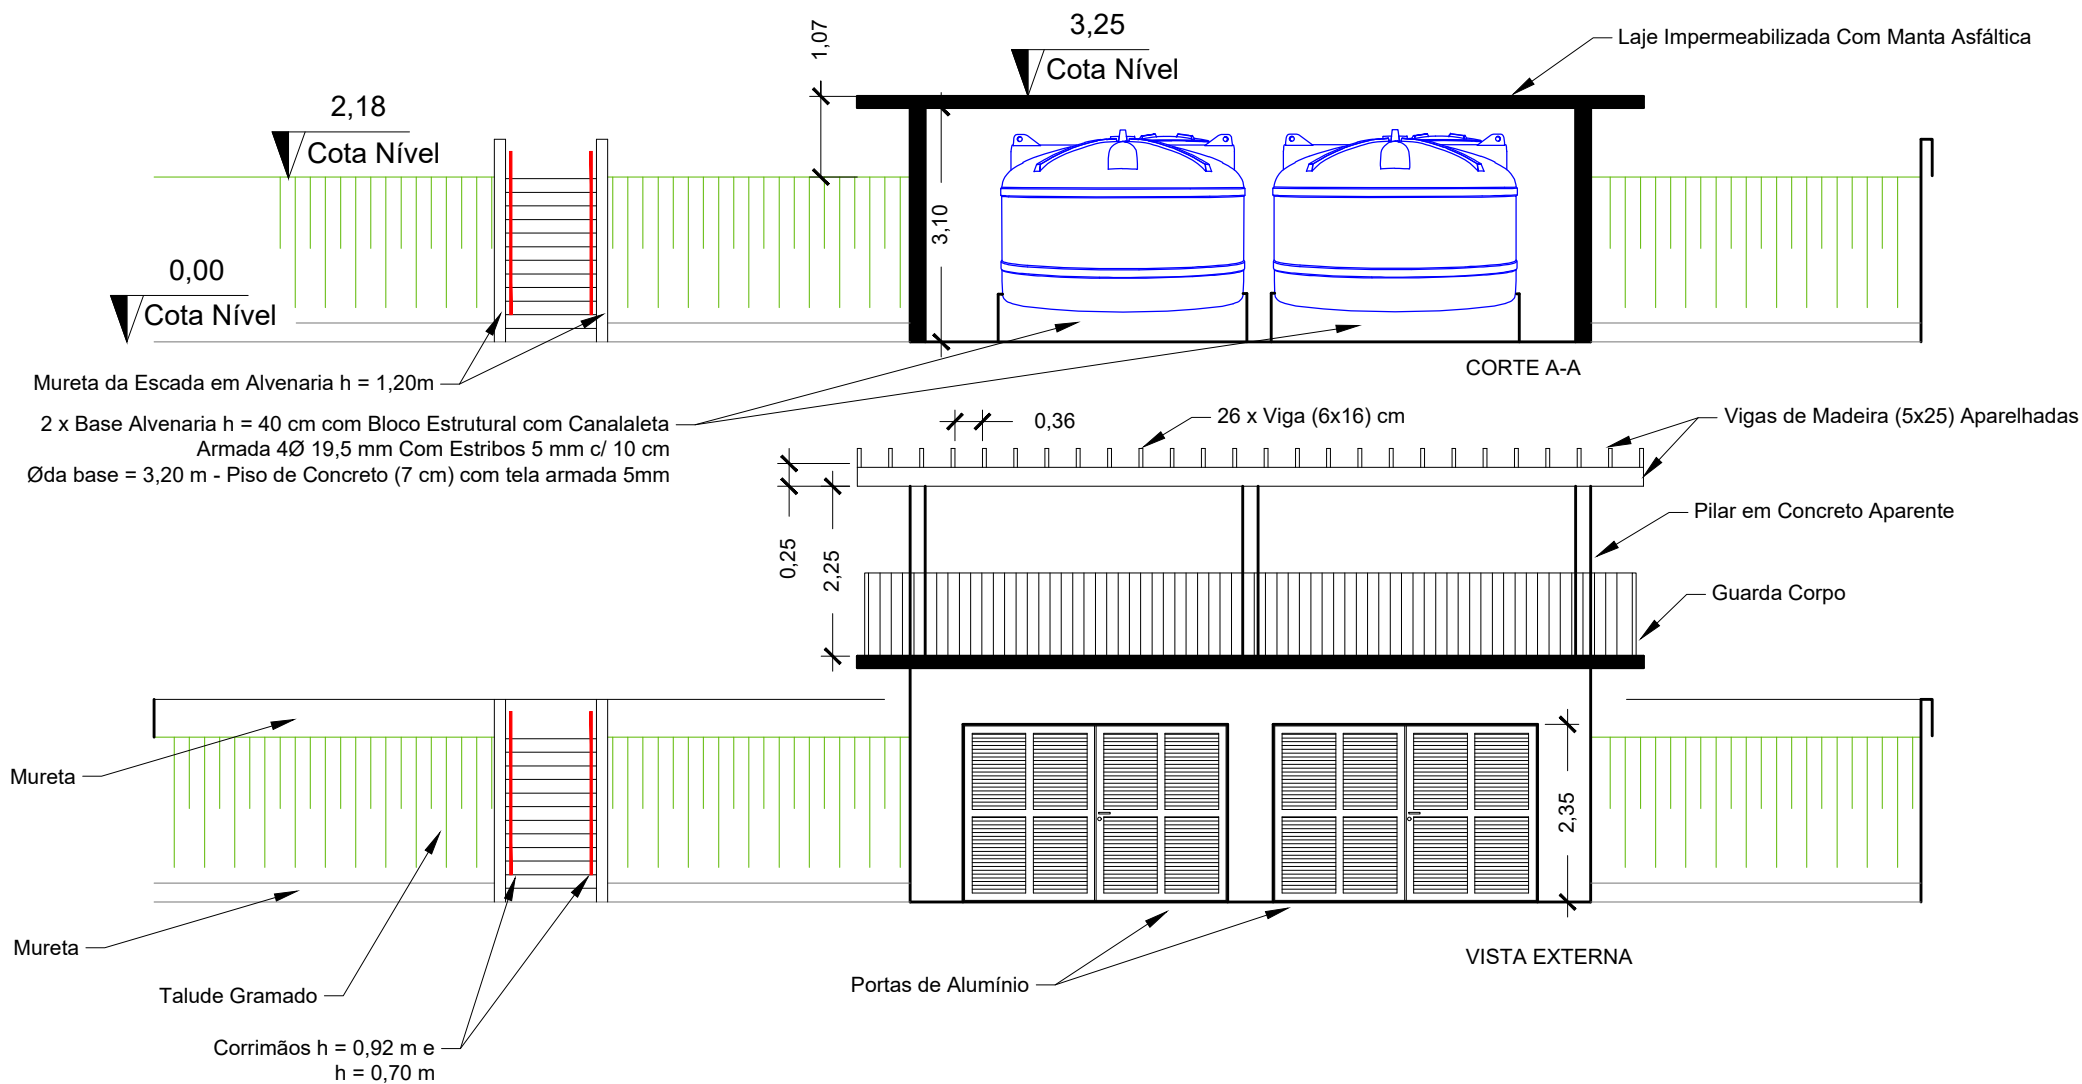 1,07
3,25
Cota Nível
Laje Impermeabilizada Com Manta Asfáltica
2,18
Cota Nível
0,00
Cota Nível
3,10
CORTE A-A
Mureta da Escada em Alvenaria h = 1,20m
2 x Base Alvenaria h = 40 cm com Bloco Estrutural com Canalaleta
Armada 4Ø 19,5 mm Com Estribos 5 mm c/ 10 cm
Øda base = 3,20 m - Piso de Concreto (7 cm) com tela armada 5mm
0,36
26 x Viga (6x16) cm
Vigas de Madeira (5x25) Aparelhadas
Pilar em Concreto Aparente
0,25
2,25
Guarda Corpo
Mureta
2,35
Mureta
VISTA EXTERNA
Portas de Alumínio
Talude Gramado
Corrimãos h = 0,92 m e
h = 0,70 m